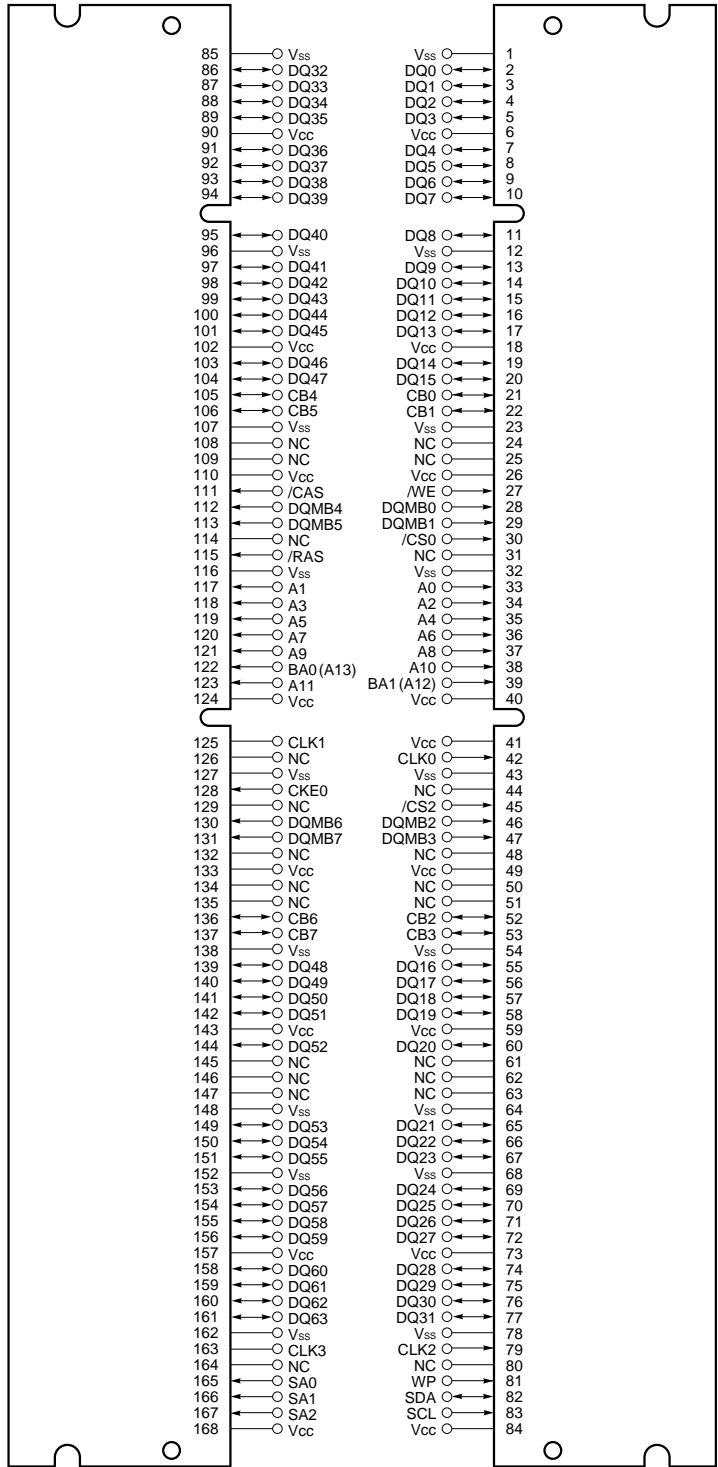 85 Vss Vss 1
86 DQ32 DQ0 2
87 DQ33 DQ1 3
88 DQ34 DQ2 4
89 DQ35 DQ3 5
90 Vcc Vcc 6
91 DQ36 DQ4 7
92 DQ37 DQ5 8
93 DQ38 DQ6 9
94 DQ39 DQ7 10
95 DQ40 DQ8 11
96 Vss Vss 12
97 DQ41 DQ9 13
98 DQ42 DQ10 14
99 DQ43 DQ11 15
100 DQ44 DQ12 16
101 DQ45 DQ13 17
102 Vcc Vcc 18
103 DQ46 DQ14 19
104 DQ47 DQ15 20
105 CB4 CB0 21
106 CB5 CB1 22
107 Vss Vss 23
108 NC NC 24
109 NC NC 25
110 Vcc Vcc 26
111 /CAS /WE 27
112 DQMB4 DQMB0 28
113 DQMB5 DQMB1 29
114 NC /CS0 30
115 /RAS NC 31
116 Vss Vss 32
117 A1 A0 33
118 A3 A2 34
119 A5 A4 35
120 A7 A6 36
121 A9 A8 37
122 BA0 (A13) A10 38
123 A11 BA1 (A12) 39
124 Vcc Vcc 40
125 CLK1 Vcc 41
126 NC CLK0 42
127 Vss Vss 43
128 CKE0 NC 44
129 NC /CS2 45
130 DQMB6 DQMB2 46
131 DQMB7 DQMB3 47
132 NC NC 48
133 Vcc Vcc 49
134 NC NC 50
135 NC NC 51
136 CB6 CB2 52
137 CB7 CB3 53
138 Vss Vss 54
139 DQ48 DQ16 55
140 DQ49 DQ17 56
141 DQ50 DQ18 57
142 DQ51 DQ19 58
143 Vcc Vcc 59
144 DQ52 DQ20 60
145 NC NC 61
146 NC NC 62
147 NC NC 63
148 Vss Vss 64
149 DQ53 DQ21 65
150 DQ54 DQ22 66
151 DQ55 DQ23 67
152 Vss Vss 68
153 DQ56 DQ24 69
154 DQ57 DQ25 70
155 DQ58 DQ26 71
156 DQ59 DQ27 72
157 Vcc Vcc 73
158 DQ60 DQ28 74
159 DQ61 DQ29 75
160 DQ62 DQ30 76
161 DQ63 DQ31 77
162 Vss Vss 78
163 CLK3 CLK2 79
164 NC NC 80
165 SA0 WP 81
166 SA1 SDA 82
167 SA2 SCL 83
168 Vcc Vcc 84